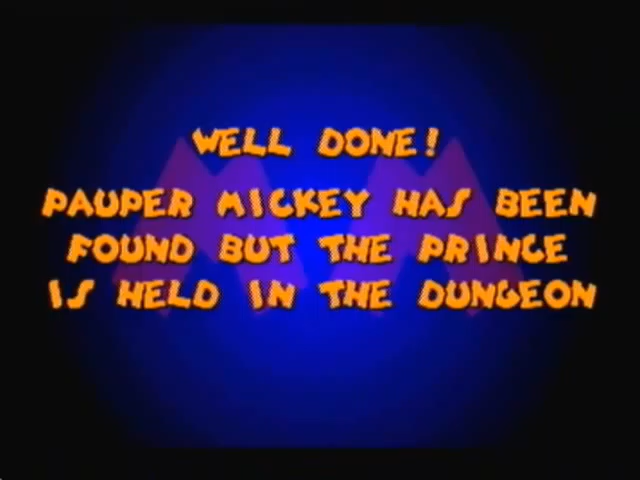 WELL DONE!
PAUPER MICKEY HAS BEEN
FOUND BUT THE PRINCE
IS HELD IN THE DUNGEON